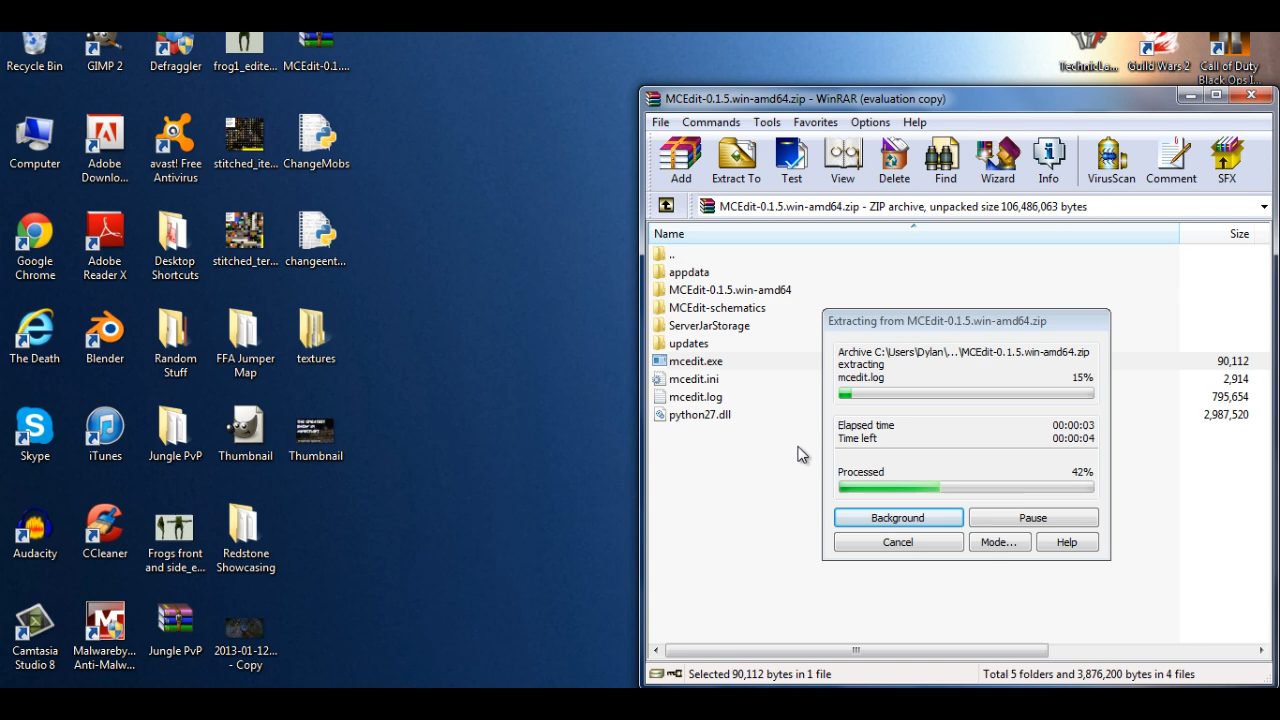 Recycle Bin
GIMP 2
Defraggler
frog1_edite...
MCEdit-0.1....
TechnicLa...
Guild Wars 2
Call of Duty
Black Ops I...
Computer
Adobe
Downlo...
avast! Free
Antivirus
stitched_ite...
ChangeMobs
Google
Chrome
Adobe
Reader X
Desktop
Shortcuts
stitched_ter...
changeent...
The Death
Blender
Random
Stuff
FFA Jumper
Map
textures
Skype
iTunes
Jungle PvP
Thumbnail
Thumbnail
Audacity
CCleaner
Frogs front
and side_e...
Redstone
Showcasing
Camtasia
Studio 8
Malwareby...
Anti-Malw...
Jungle PvP
2013-01-12...
- Copy
MCEdit-0.1.5.win-amd64.zip - WinRAR (evaluation copy)
File Commands Tools Favorites Options Help
Add Extract To Test View Delete Find Wizard Info VirusScan Comment SFX
MCEdit-0.1.5.win-amd64.zip - ZIP archive, unpacked size 106,486,063 bytes
Name Size
..
appdata
MCEdit-0.1.5.win-amd64
MCEdit-schematics
ServerJarStorage
updates
mcedit.exe 90,112
mcedit.ini 2,914
mcedit.log 795,654
python27.dll 2,987,520
Extracting from MCEdit-0.1.5.win-amd64.zip
Archive C:\Users\Dylan\,...\MCEdit-0.1.5.win-amd64.zip
extracting
mcedit.log 15%
Elapsed time 00:00:03
Time left 00:00:04
Processed 42%
Background Pause
Cancel Mode... Help
Selected 90,112 bytes in 1 file Total 5 folders and 3,876,200 bytes in 4 files